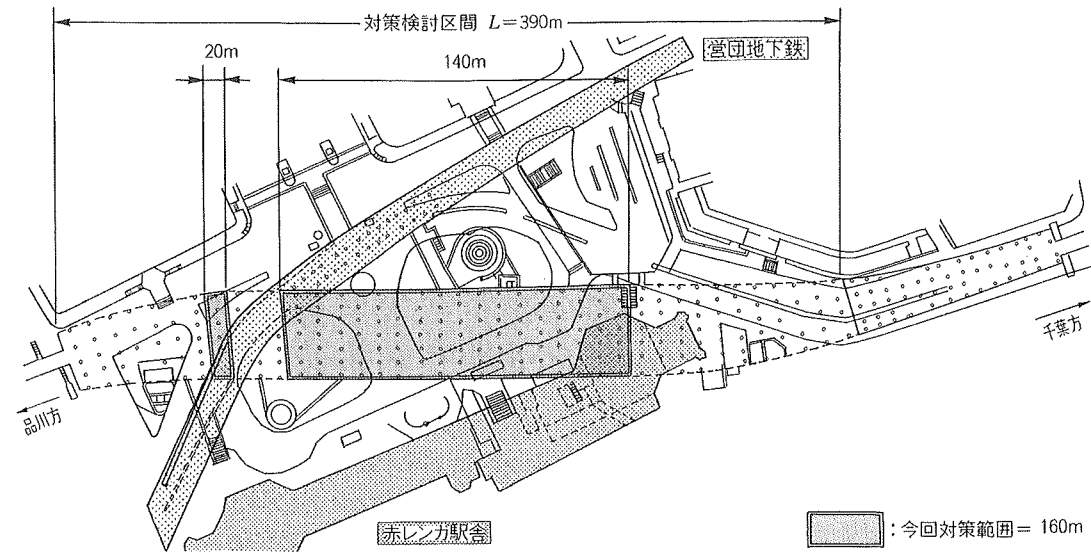 対策検討区間 L=390m
営団地下鉄
20m
140m
千葉方
品川方
赤レンガ駅舎
:今回対策範囲= 160m